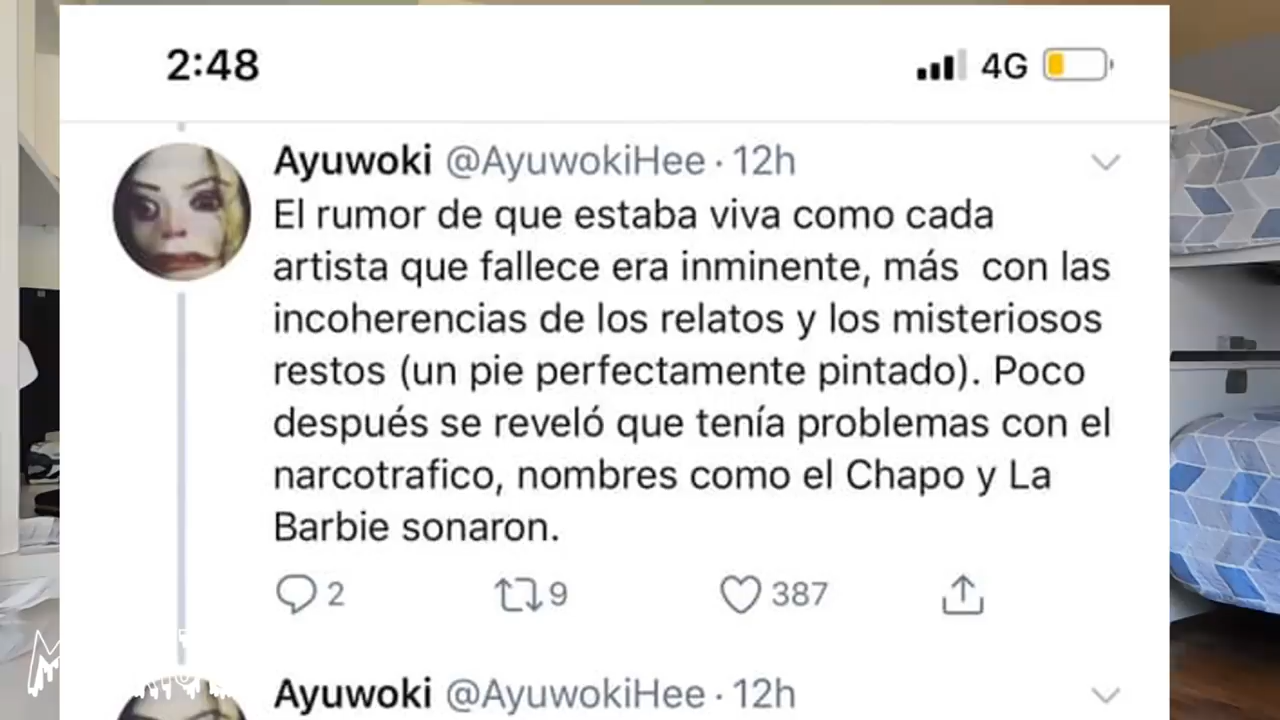 2:48
4G
Ayuwoki @AyuwokiHee · 12h
El rumor de que estaba viva como cada
artista que fallece era inminente, más con las
incoherencias de los relatos y los misteriosos
restos (un pie perfectamente pintado). Poco
después se reveló que tenía problemas con el
narcotrafico, nombres como el Chapo y La
Barbie sonaron.
2 9 387
Ayuwoki @AyuwokiHee · 12h